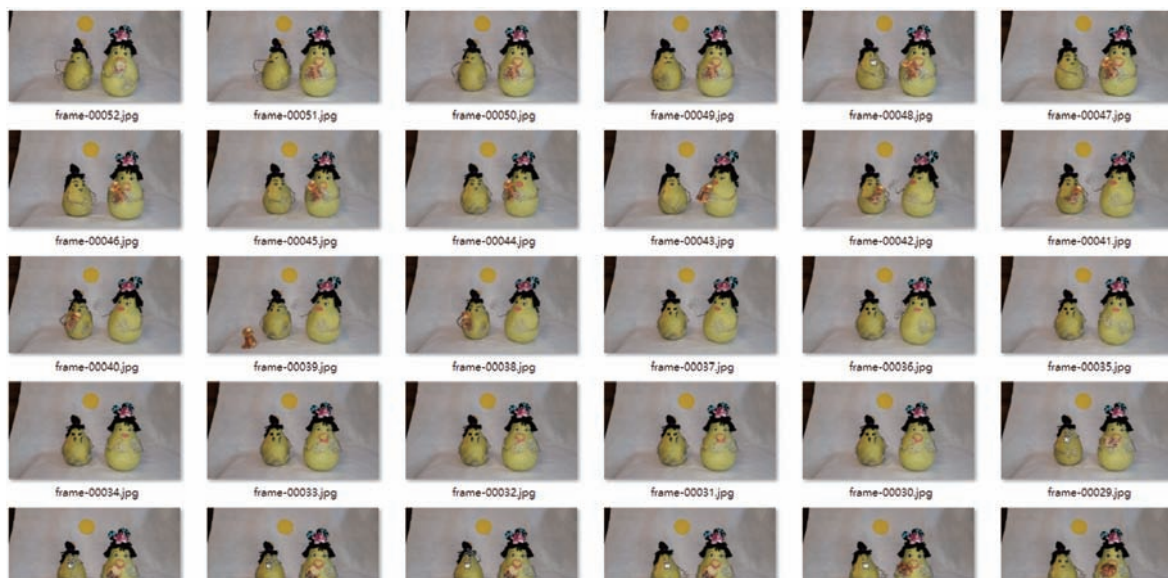 frame-00052.jpg frame-00051.jpg frame-00050.jpg frame-00049.jpg frame-00048.jpg frame-00047.jpg
frame-00046.jpg frame-00045.jpg frame-00044.jpg frame-00043.jpg frame-00042.jpg frame-00041.jpg
frame-00040.jpg frame-00039.jpg frame-00038.jpg frame-00037.jpg frame-00036.jpg frame-00035.jpg
frame-00034.jpg frame-00033.jpg frame-00032.jpg frame-00031.jpg frame-00030.jpg frame-00029.jpg